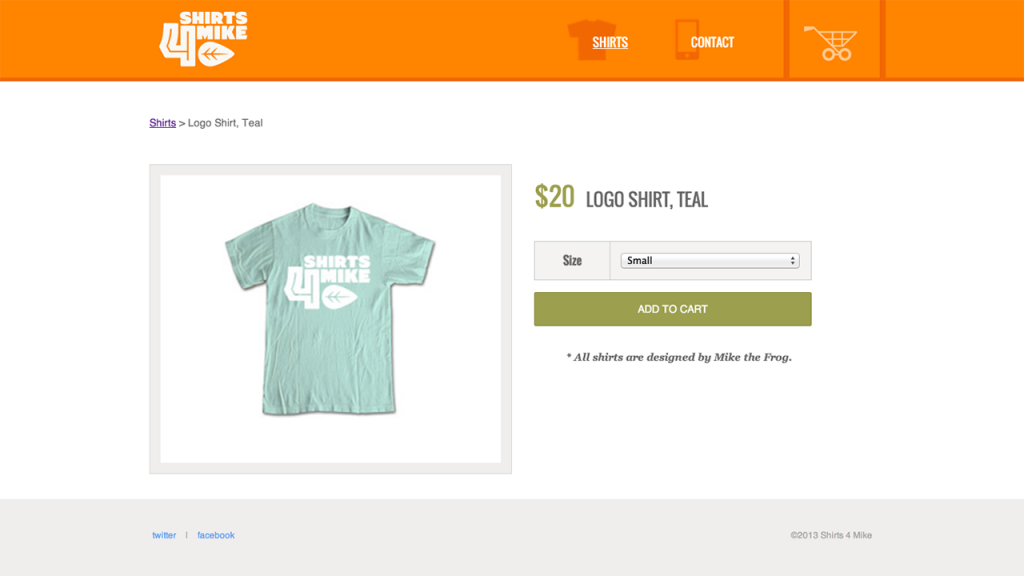 SHIRTS
4 MIKE
SHIRTS
CONTACT
Shirts > Logo Shirt, Teal
SHIRTS
4 MIKE
$20 LOGO SHIRT, TEAL
Size Small
ADD TO CART
* All shirts are designed by Mike the Frog.
twitter | facebook ©2013 Shirts 4 Mike